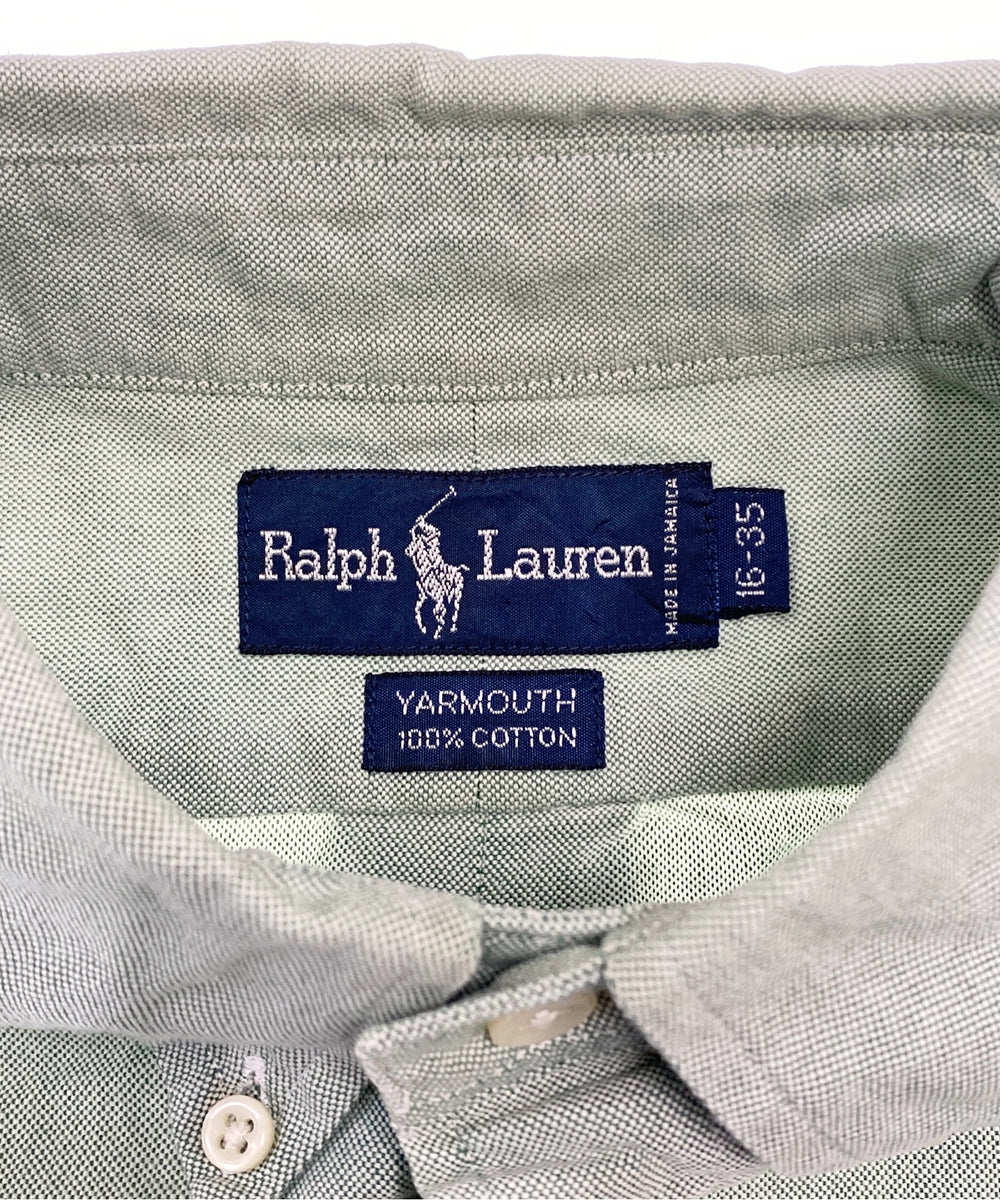 Ralph Lauren
MADE IN JAMAICA
16-35
YARMOUTH
100% COTTON